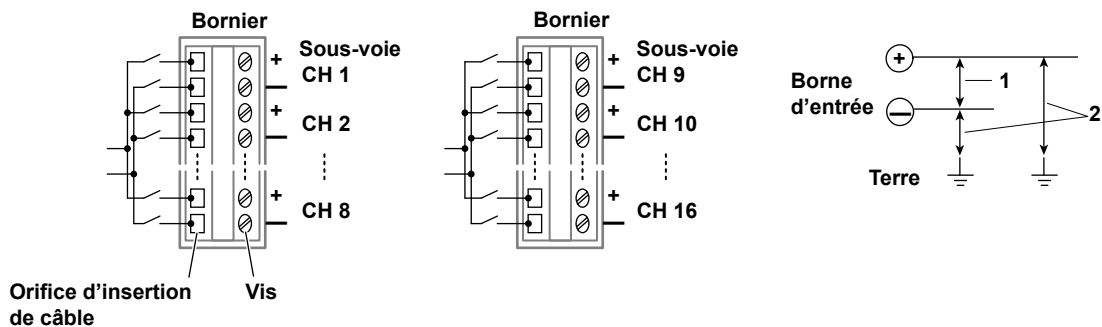 Bornier
Sous-voie
+
CH 1
−
+
CH 2
−
+
CH 8
−
Orifice d’insertion
de câble
Vis
Bornier
Sous-voie
+
CH 9
−
+
CH 10
−
+
CH 16
−
Borne
d’entrée
+
−
1
2
Terre